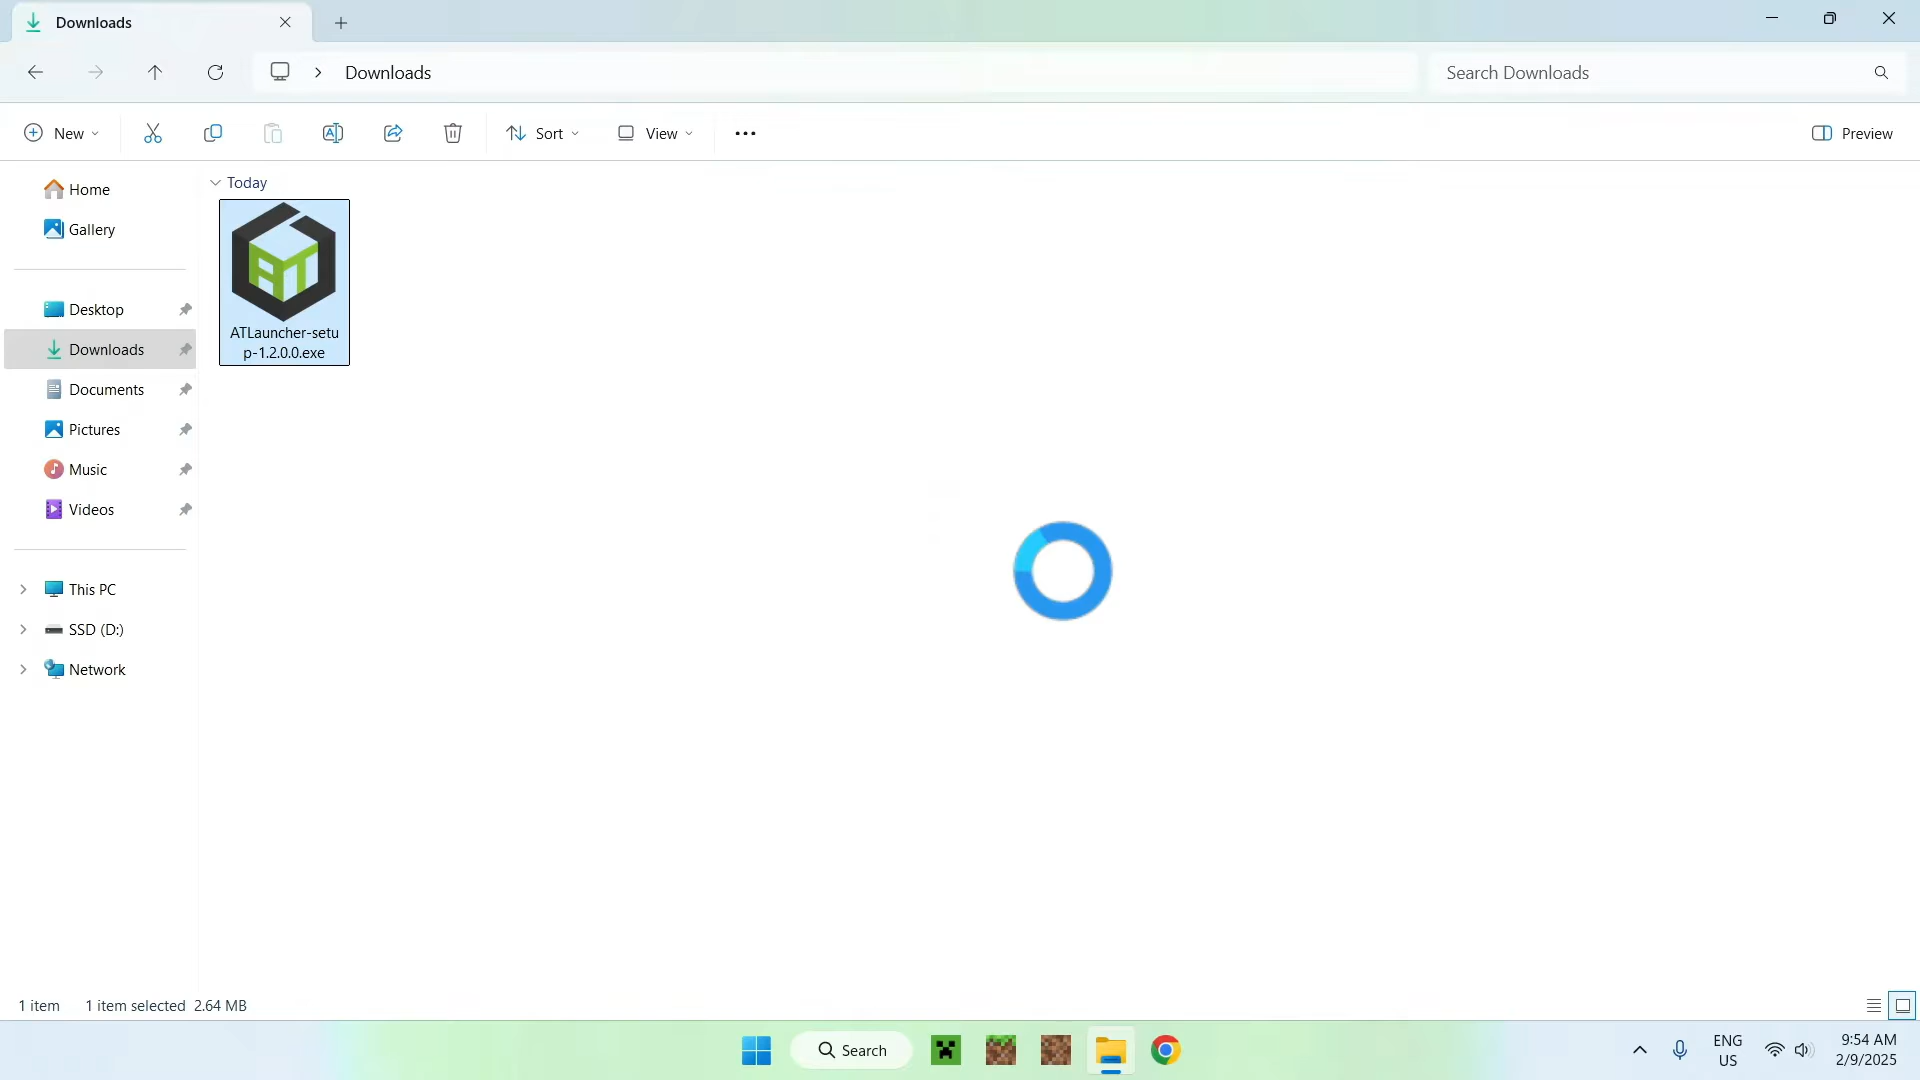 Downloads
Downloads
Search Downloads
New
Sort
View
Preview
Home
Gallery
Desktop
Downloads
Documents
Pictures
Music
Videos
This PC
SSD (D:)
Network
Today
AT
ATLauncher-setu
p-1.2.0.0.exe
1 item 1 item selected 2.64 MB
Search
ENG
US
9:54 AM
2/9/2025